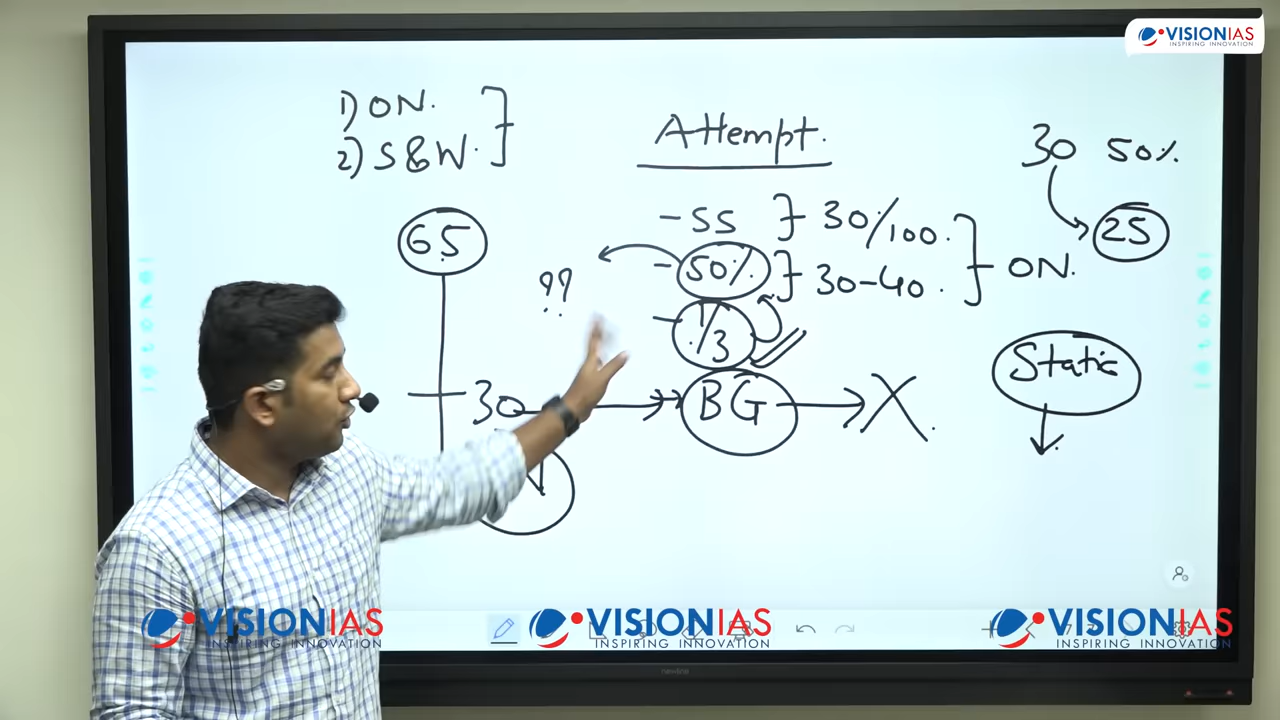 VISIONIAS
INSPIRING INNOVATION
1) ON.
2) S&W.
Attempt.
30 50%.
25
- SS } 30/100.
- 50% } 30-40.
ON.
- 1/3
65
??
30
BG
X.
Static
VISIONIAS
INSPIRING INNOVATION
VISIONIAS
INSPIRING INNOVATION
VISIONIAS
INSPIRING INNOVATION